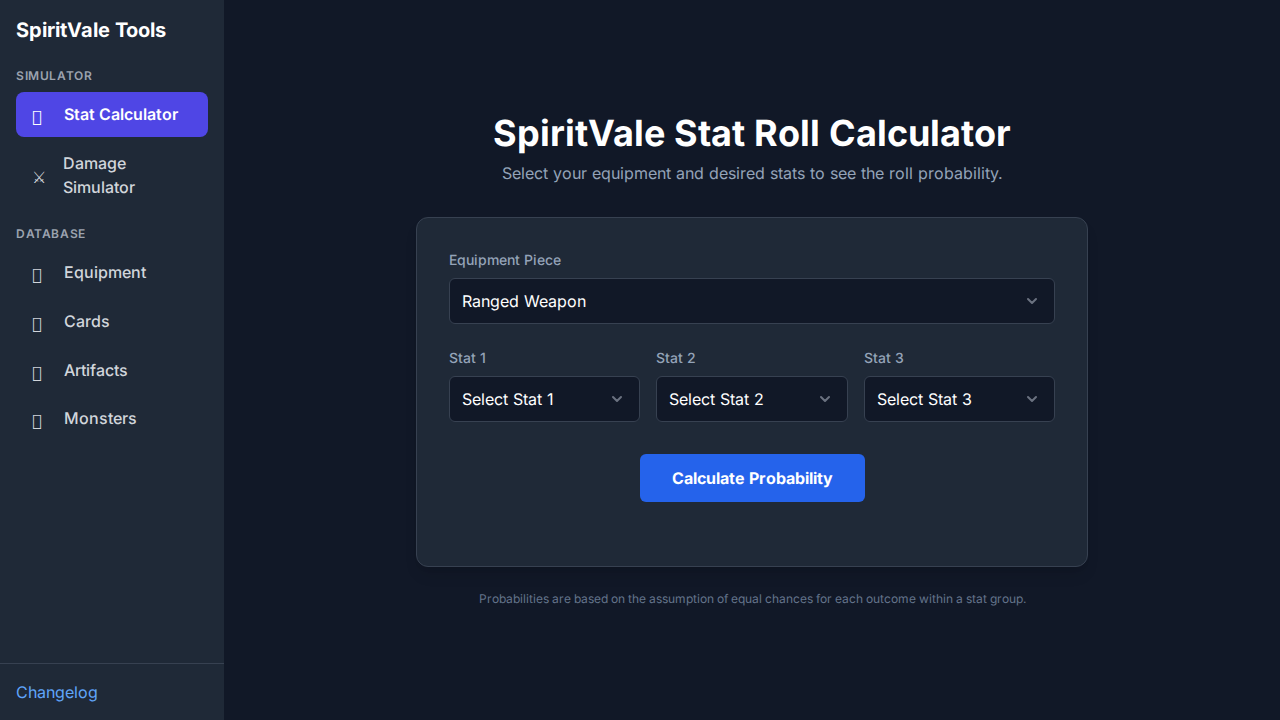 SpiritVale Tools
SIMULATOR
Stat Calculator
Damage
Simulator
DATABASE
Equipment
Cards
Artifacts
Monsters
Changelog
SpiritVale Stat Roll Calculator
Select your equipment and desired stats to see the roll probability.
Equipment Piece
Ranged Weapon
Stat 1
Stat 2
Stat 3
Select Stat 1
Select Stat 2
Select Stat 3
Calculate Probability
Probabilities are based on the assumption of equal chances for each outcome within a stat group.